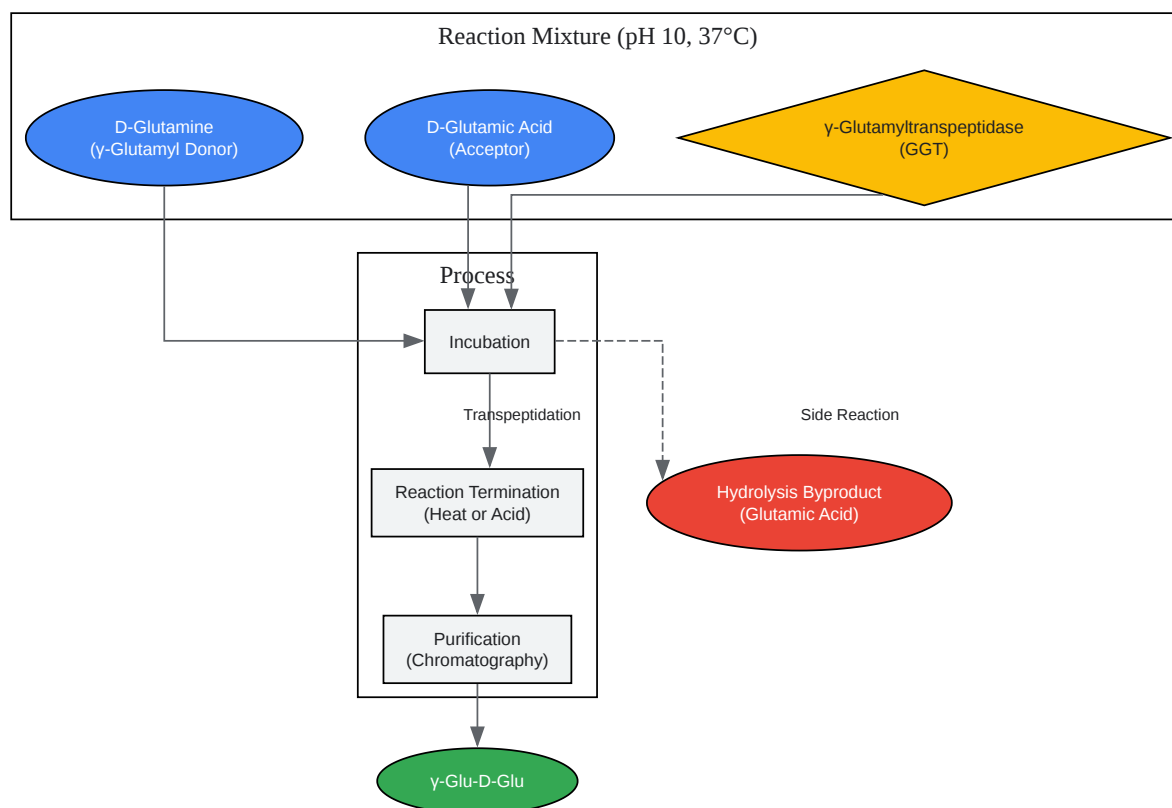 Reaction Mixture (pH 10, 37°C)
D-Glutamine
(γ-Glutamyl Donor)
D-Glutamic Acid
(Acceptor)
γ-Glutamyltranspeptidase
(GGT)
Process
Incubation
Transpeptidation
Side Reaction
Reaction Termination
(Heat or Acid)
Hydrolysis Byproduct
(Glutamic Acid)
Purification
(Chromatography)
γ-Glu-D-Glu